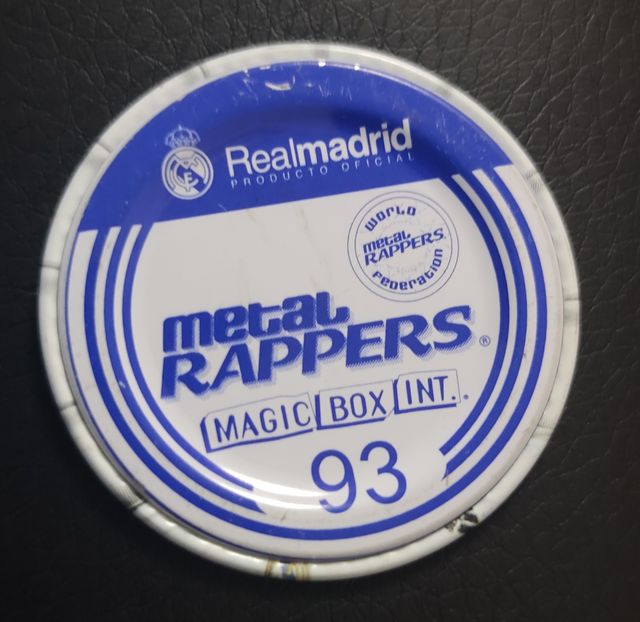 Realmadrid
PRODUCTO OFICIAL
WORLD
metal
RAPPERS
FEDERATION
metal
RAPPERS®
MAGIC BOX INT.®
93